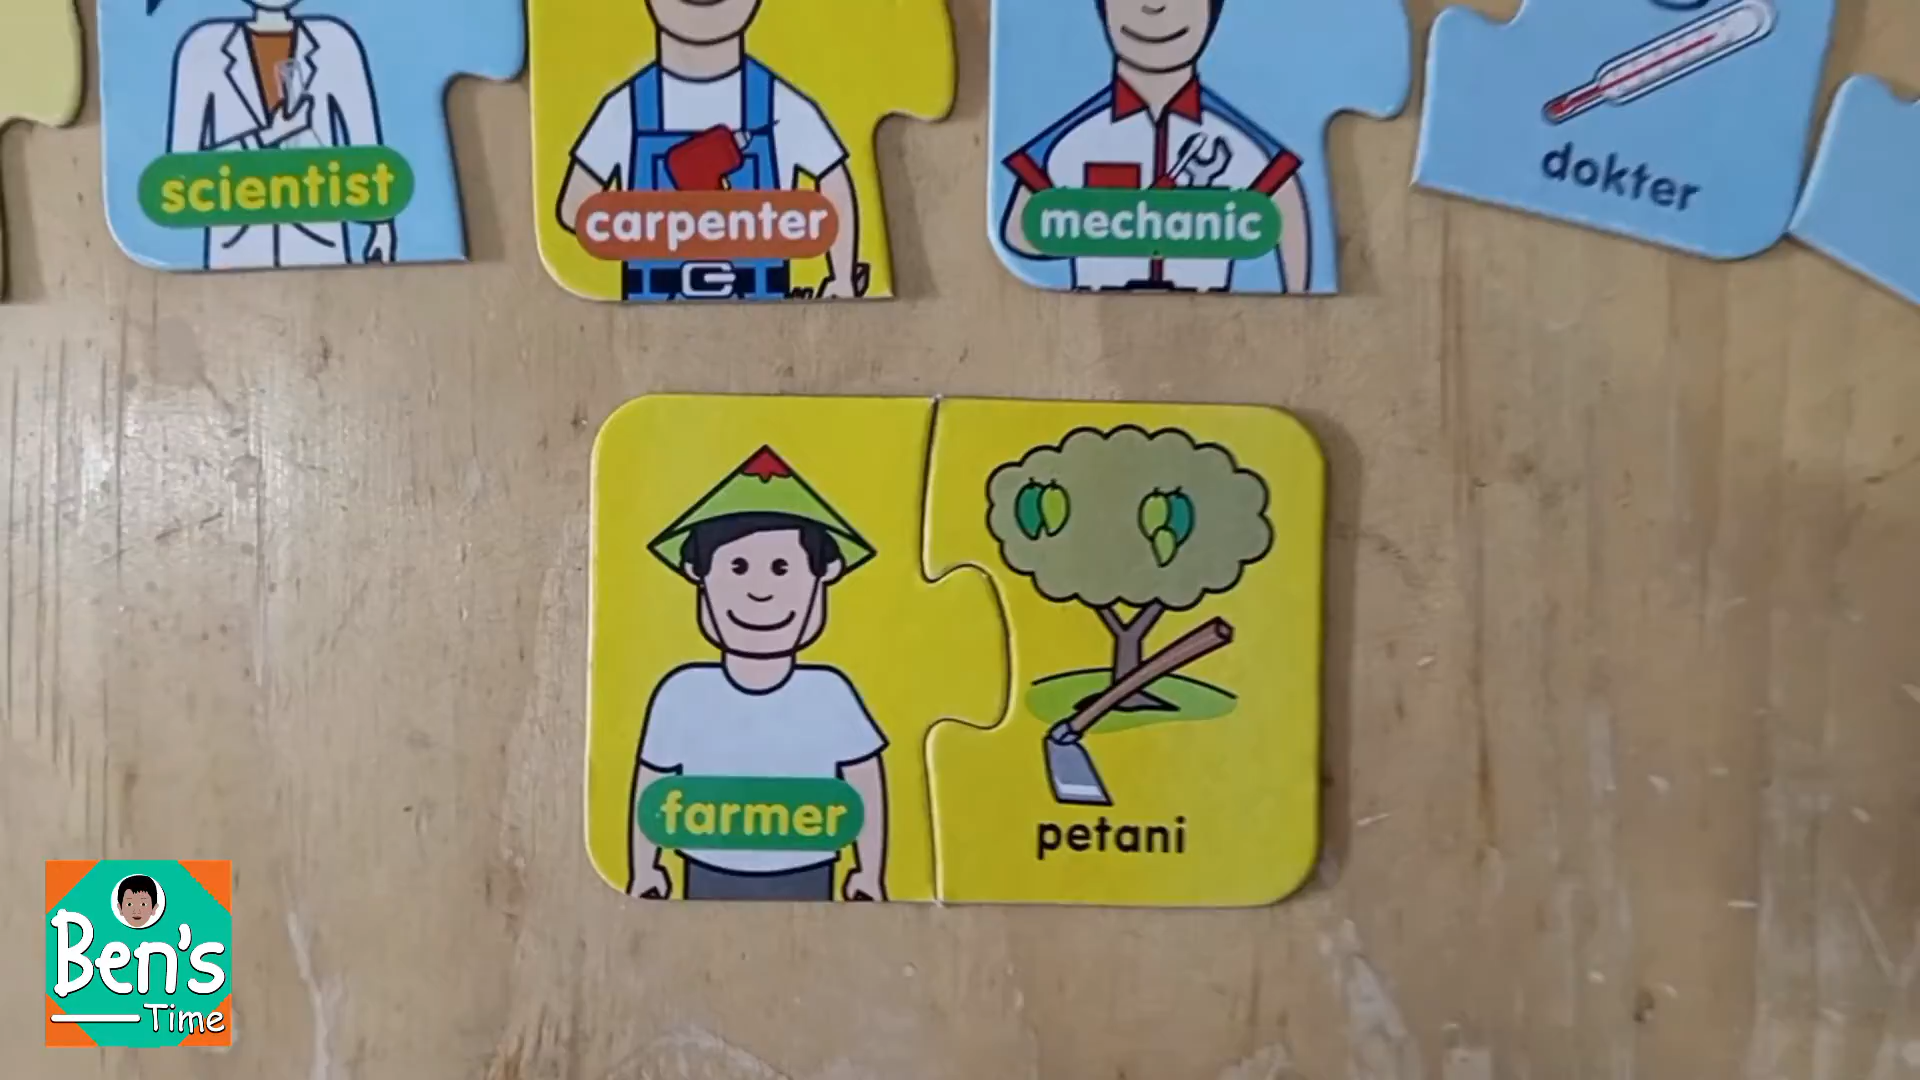 scientist
carpenter
mechanic
dokter
farmer
petani
Ben's
Time